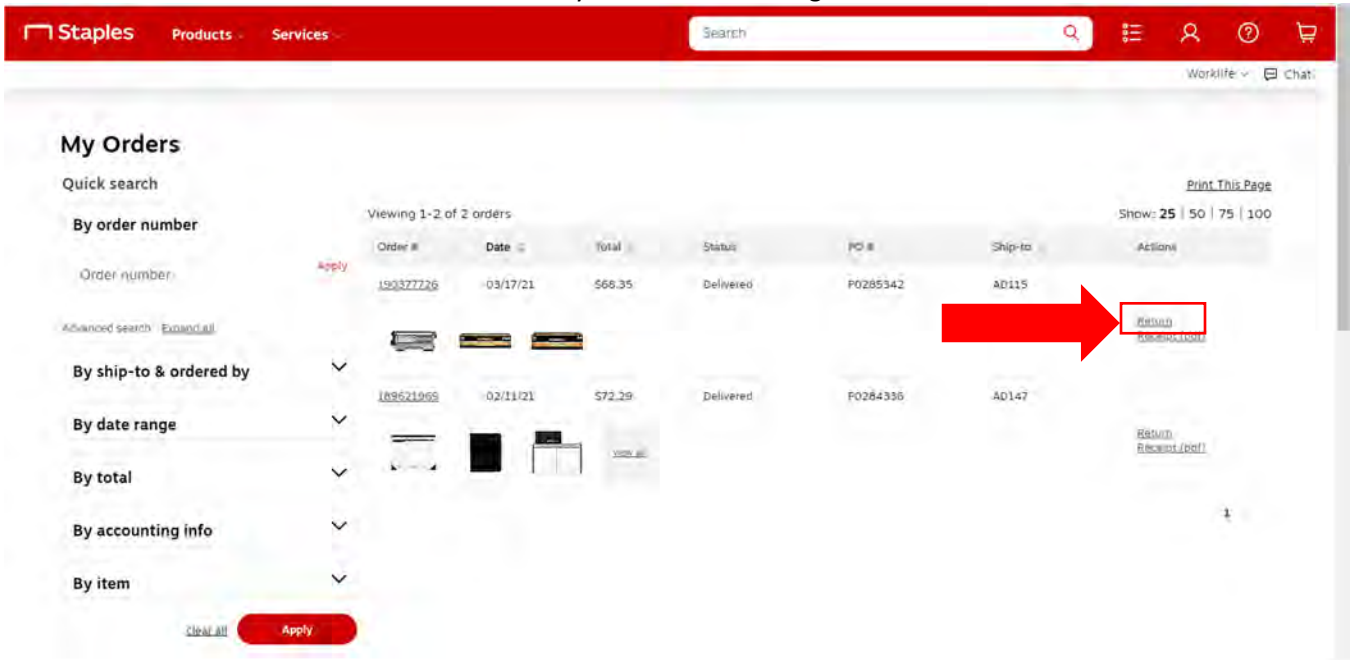 Staples Products Services Search
Worklife Chat
My Orders
Quick search
Print This Page
By order number
Viewing 1-2 of 2 orders
Show: 25 | 50 | 75 | 100
Order # Date Total Status PO # Ship-to Actions
Order number Apply
190377726 03/17/21 $68.35 Delivered P0285342 AD115
Return
Receipt (pdf)
Advanced search Expand all
By ship-to & ordered by
189621965 02/11/21 $72.29 Delivered P0284336 AD147
By date range
Return
Receipt (pdf)
View all
By total
1
By accounting info
By item
Clear all Apply